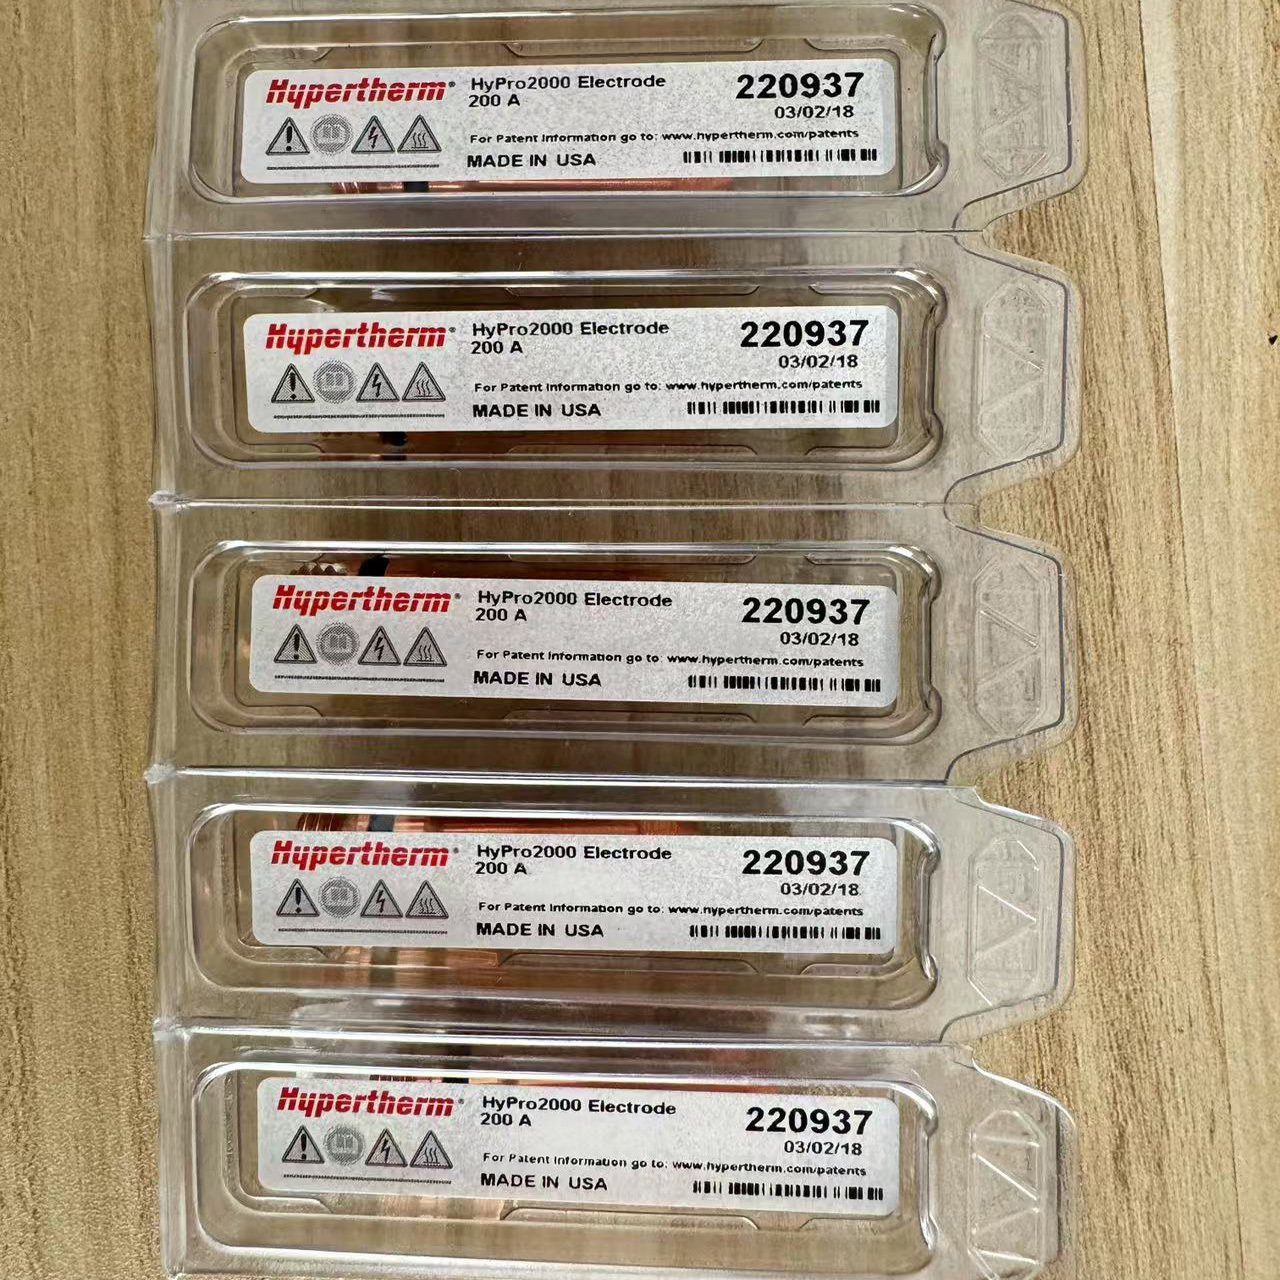 Hypertherm® HyPro2000 Electrode 220937
200 A 03/02/18
For Patent Information go to: www.hypertherm.com/patents
MADE IN USA
Hypertherm® HyPro2000 Electrode 220937
200 A 03/02/18
For Patent Information go to: www.hypertherm.com/patents
MADE IN USA
Hypertherm® HyPro2000 Electrode 220937
200 A 03/02/18
For Patent Information go to: www.hypertherm.com/patents
MADE IN USA
Hypertherm® HyPro2000 Electrode 220937
200 A 03/02/18
For Patent Information go to: www.hypertherm.com/patents
MADE IN USA
Hypertherm® HyPro2000 Electrode 220937
200 A 03/02/18
For Patent Information go to: www.hypertherm.com/patents
MADE IN USA